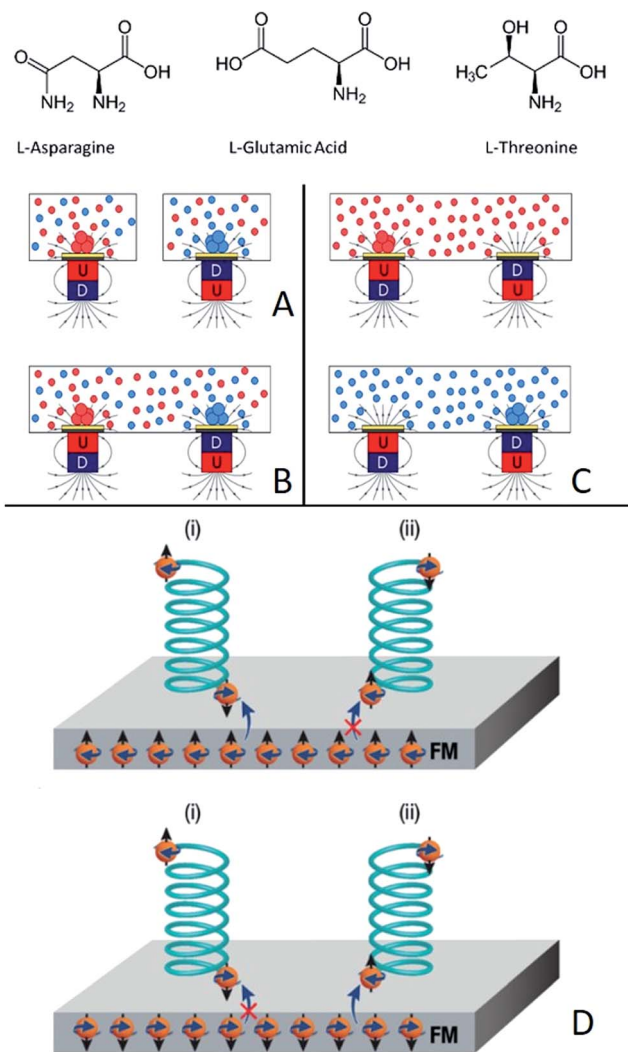 O
O
OH
NH₂
NH₂
L-Asparagine
O
O
HO
OH
NH₂
L-Glutamic Acid
OH
O
H₃C
OH
NH₂
L-Threonine
U
D
D
U
A
U
D
D
U
B
U
D
D
U
U
D
D
U
C
(i)
(ii)
FM
(i)
(ii)
FM
D